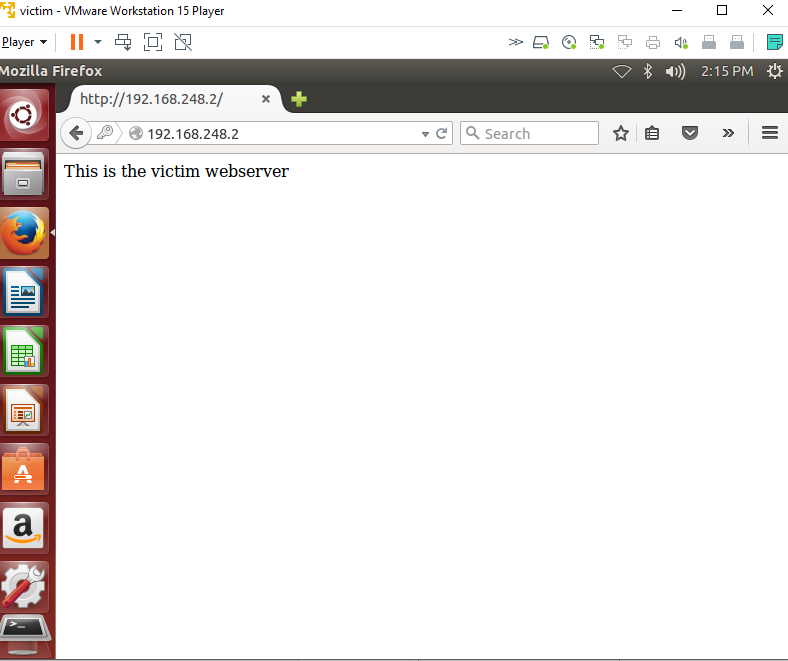 victim - VMware Workstation 15 Player
Player
Mozilla Firefox
2:15 PM
http://192.168.248.2/
192.168.248.2
Search
This is the victim webserver